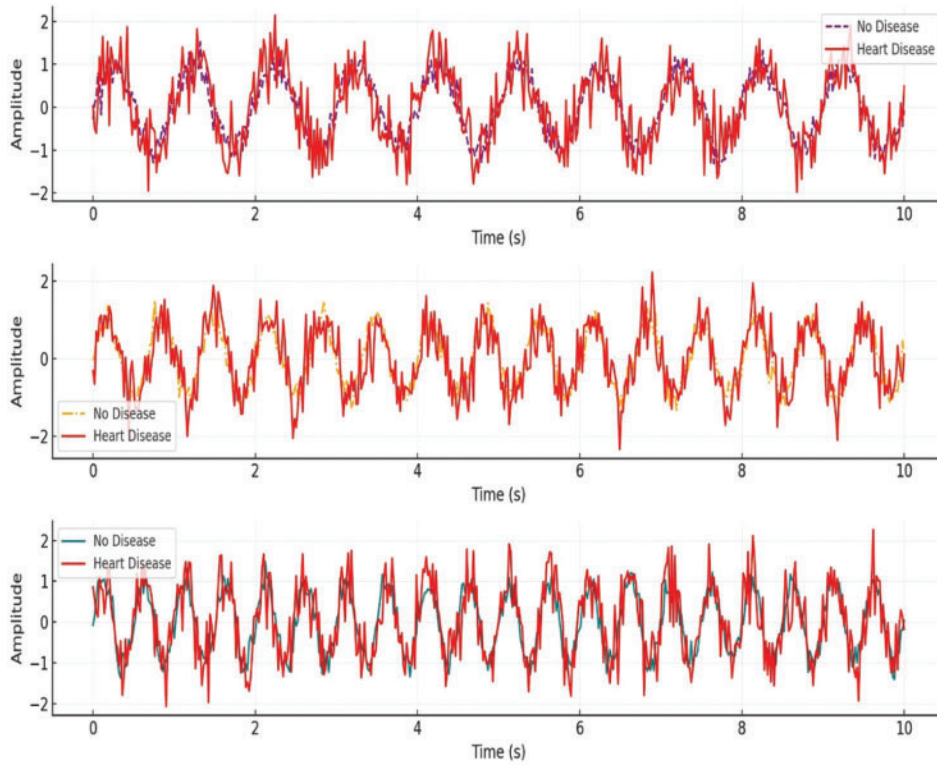 2
1
0
−1
−2
Amplitude
No Disease
Heart Disease
0 2 4 6 8 10
Time (s)
2
0
−2
Amplitude
No Disease
Heart Disease
0 2 4 6 8 10
Time (s)
2
1
0
−1
−2
Amplitude
No Disease
Heart Disease
0 2 4 6 8 10
Time (s)